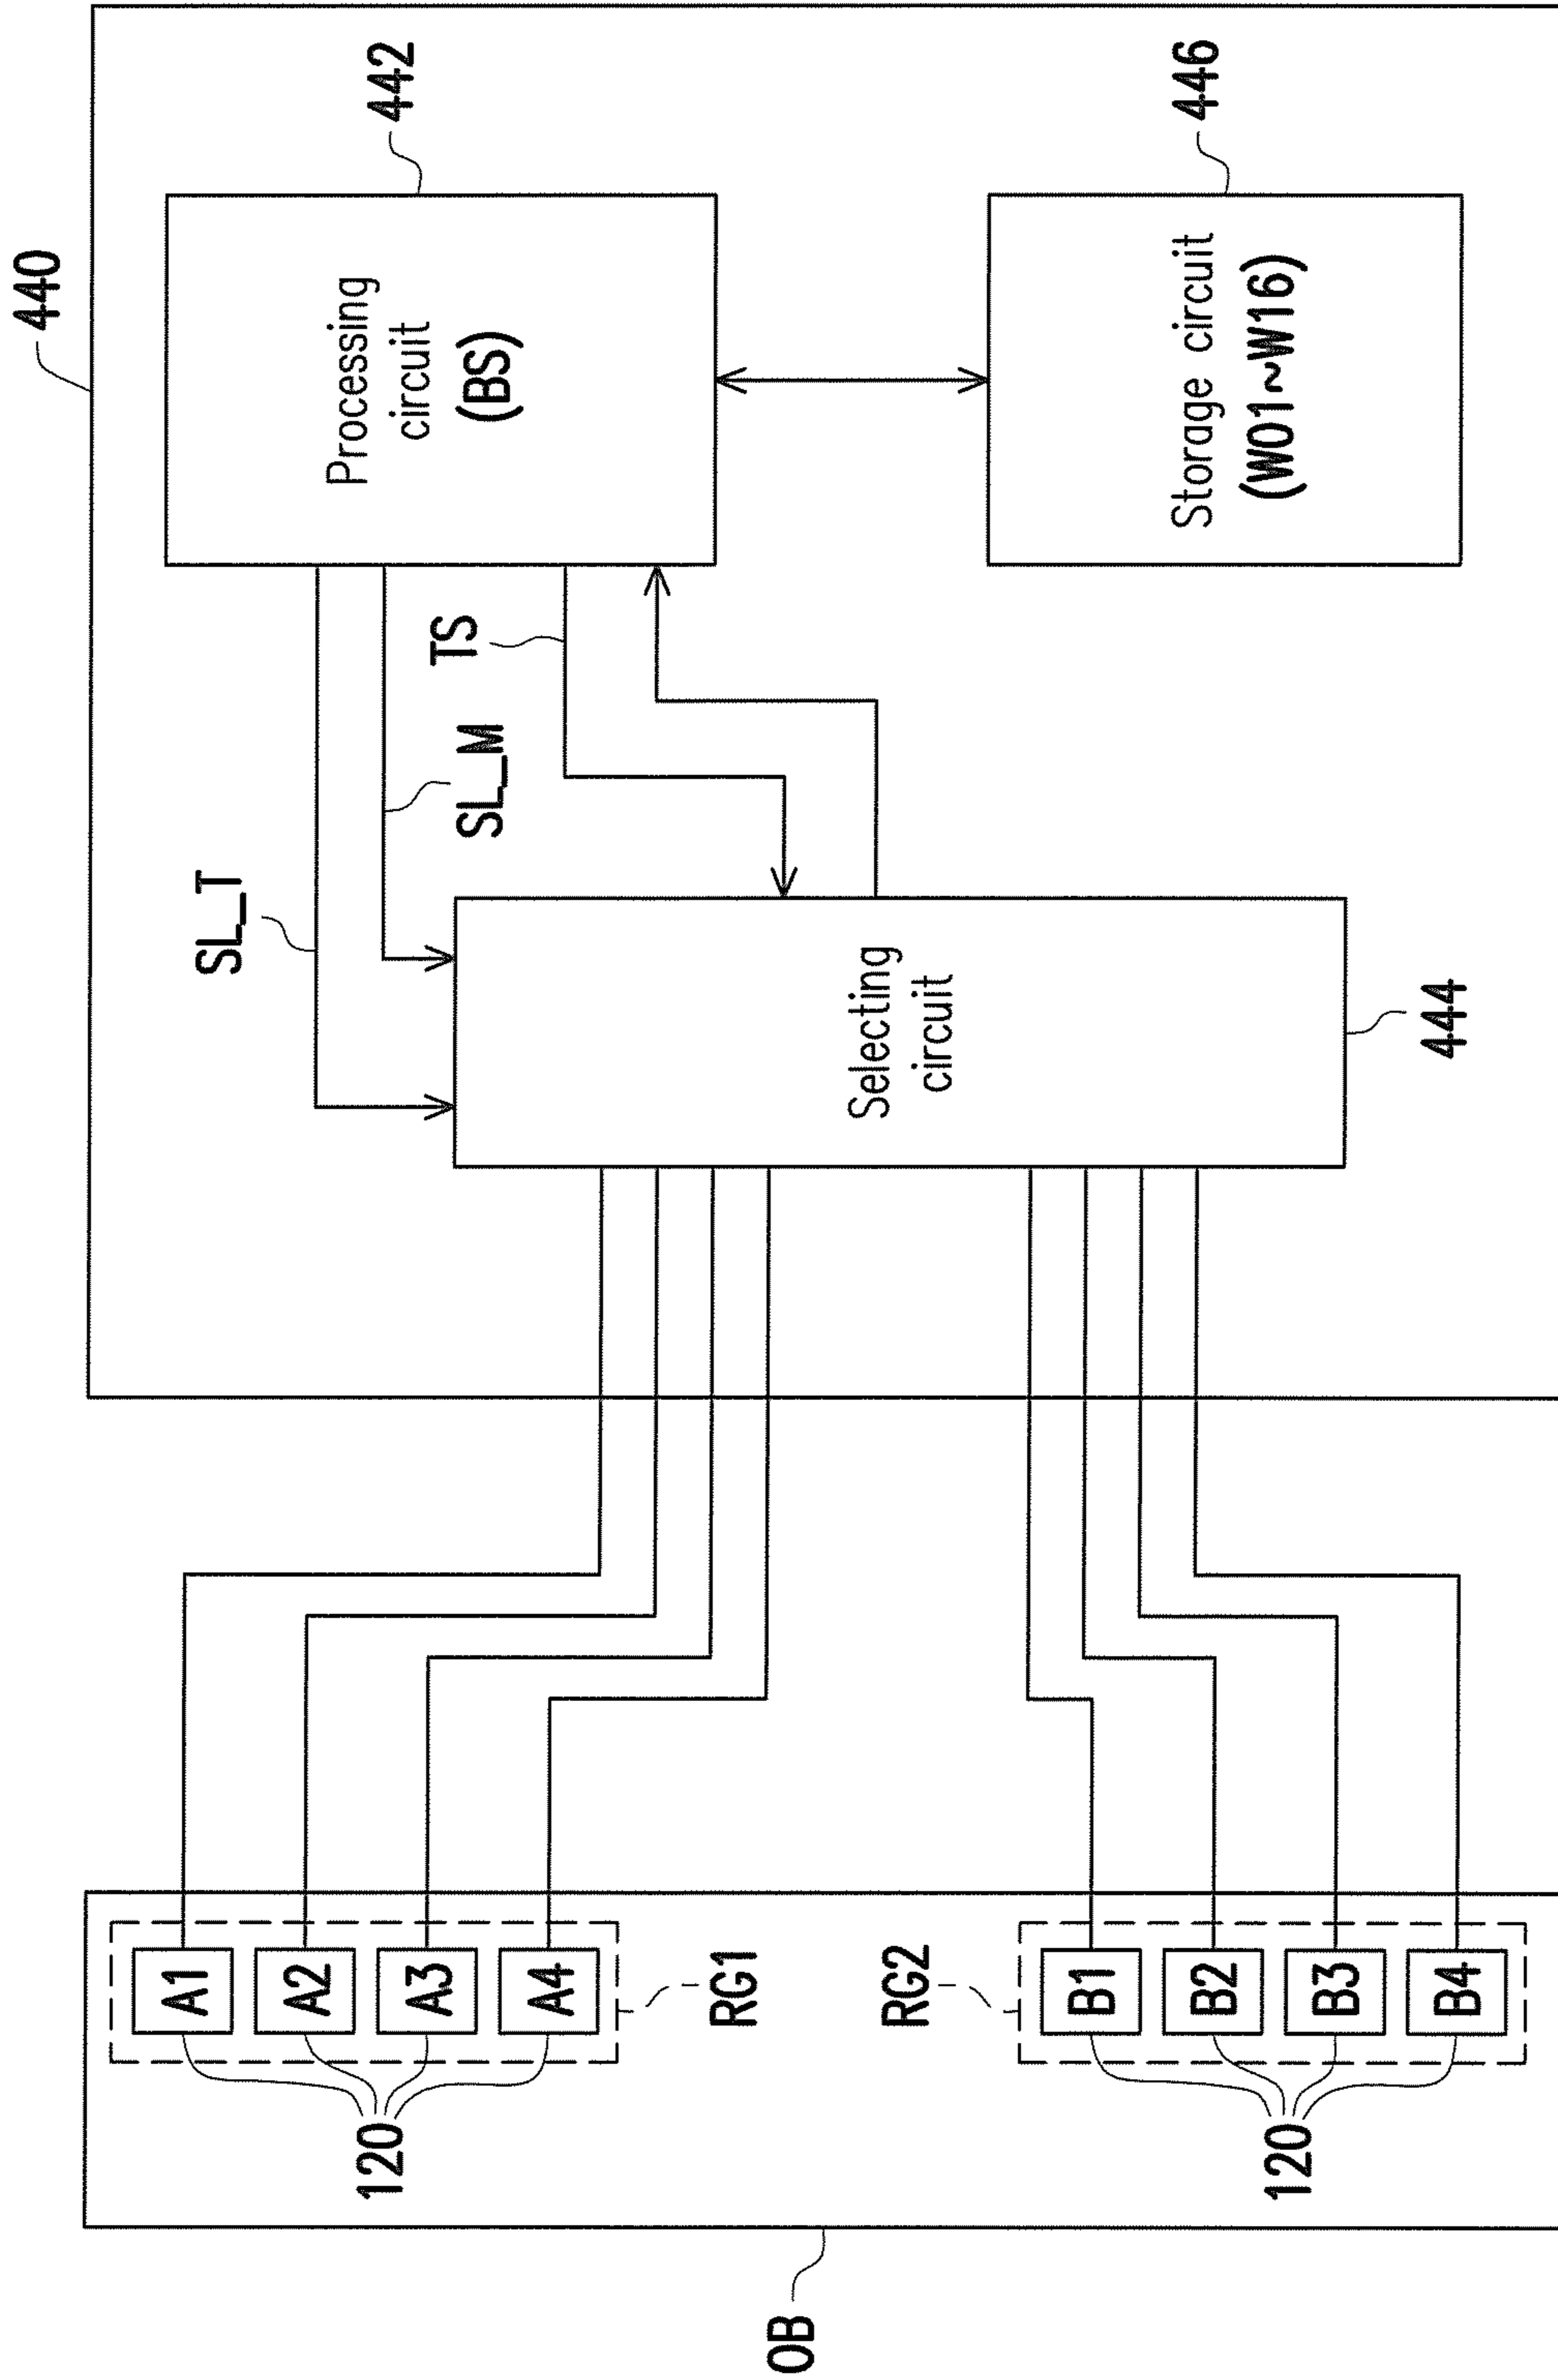 440
442
Processing
circuit
(BS)
446
Storage circuit
(W01~W16)
SL_T
SL_M
TS
Selecting
circuit
444
A1
A2
A3
A4
RG1
120
RG2
B1
B2
B3
B4
120
OB